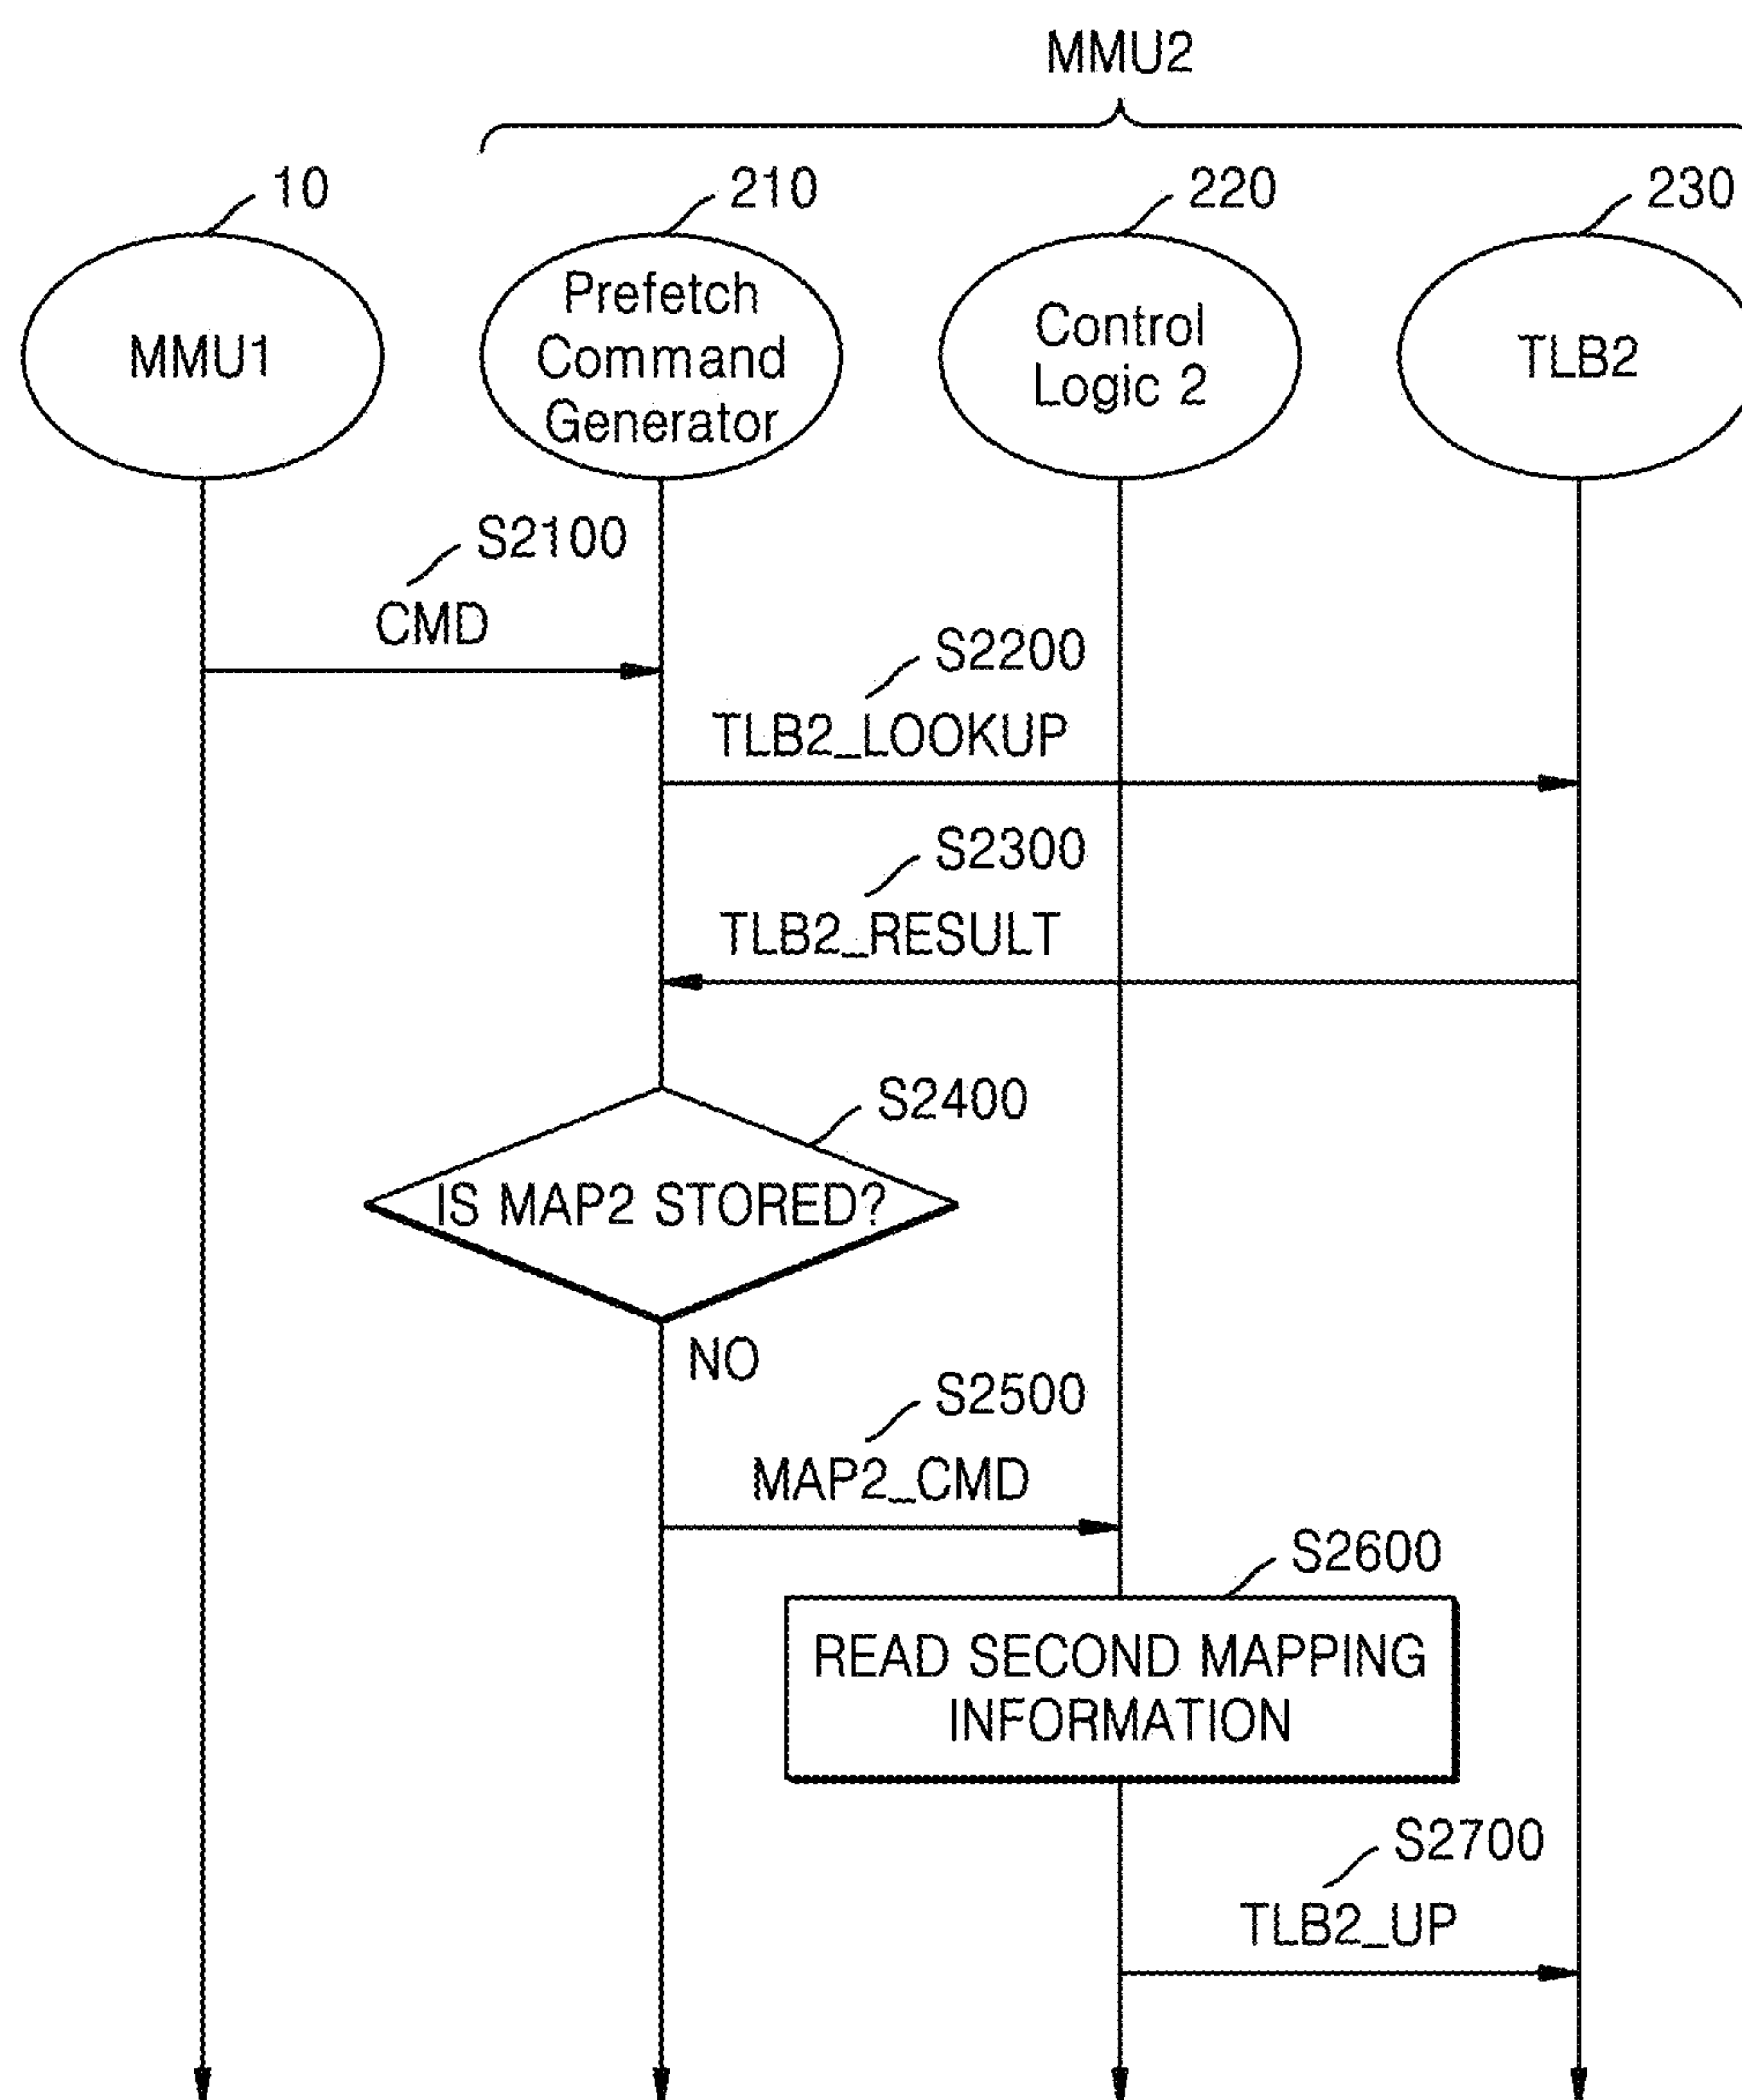 MMU2
10
210
220
230
MMU1
Prefetch
Command
Generator
Control
Logic 2
TLB2
S2100
CMD
S2200
TLB2_LOOKUP
S2300
TLB2_RESULT
S2400
IS MAP2 STORED?
NO
S2500
MAP2_CMD
S2600
READ SECOND MAPPING
INFORMATION
S2700
TLB2_UP